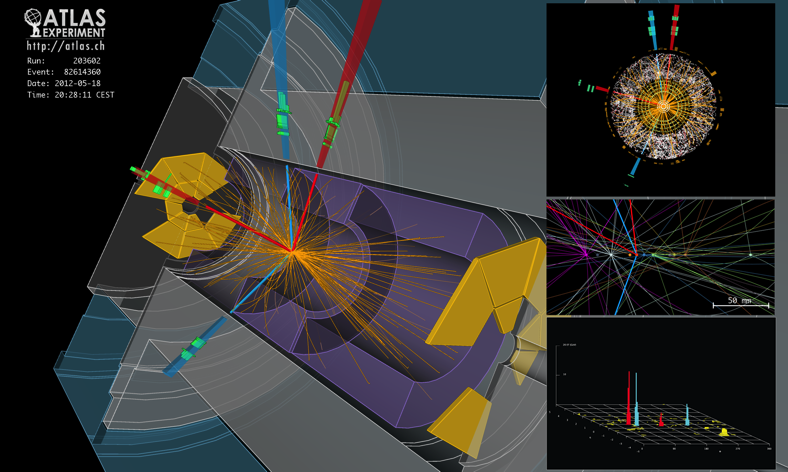 ATLAS
EXPERIMENT
http://atlas.ch
Run: 203602
Event: 82614360
Date: 2012-05-18
Time: 20:28:11 CEST
50 mm